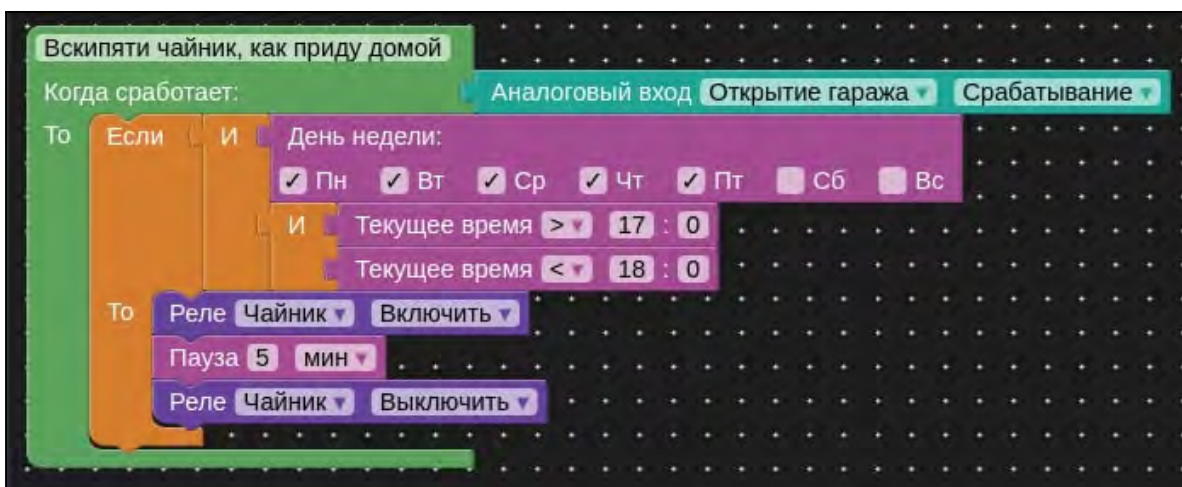 Вскипяти чайник, как приду домой
Когда сработает: Аналоговый вход Открытие гаража Срабатывание
То Если И День недели:
Пн Вт Ср Чт Пт Сб Вс
И Текущее время > 17 : 0
Текущее время < 18 : 0
То Реле Чайник Включить
Пауза 5 мин
Реле Чайник Выключить